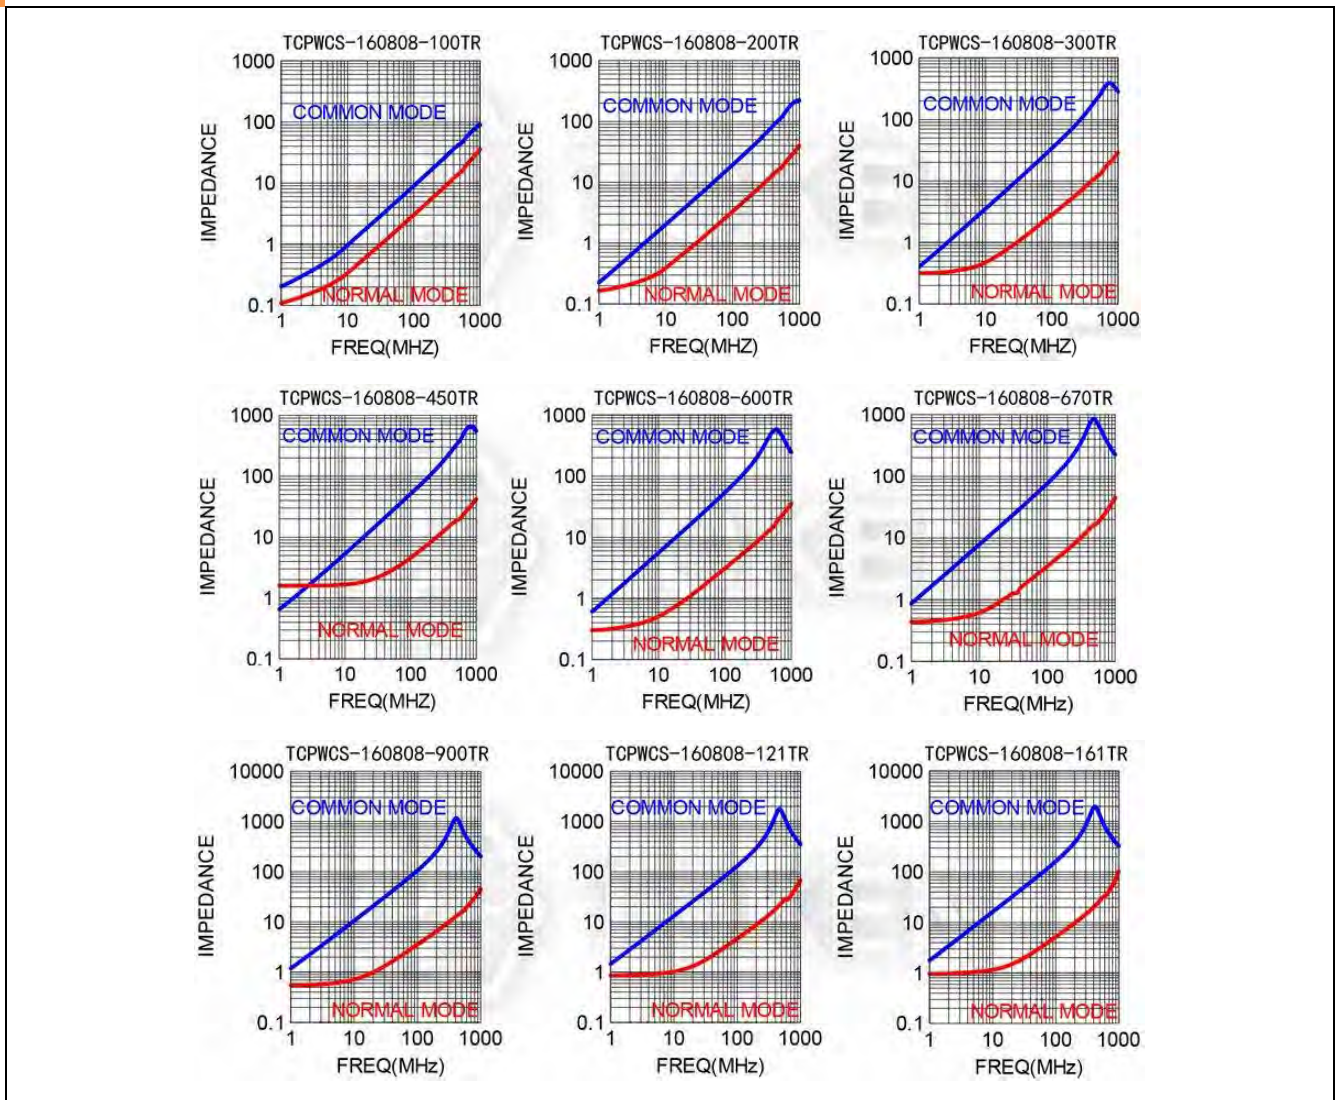 TCPWCS-160808-100TR
1000
100
10
1
0.1
IMPEDANCE
COMMON MODE
NORMAL MODE
1 10 100 1000
FREQ(MHZ)
TCPWCS-160808-200TR
1000
100
10
1
0.1
IMPEDANCE
COMMON MODE
NORMAL MODE
1 10 100 1000
FREQ(MHZ)
TCPWCS-160808-300TR
1000
100
10
1
0.1
IMPEDANCE
COMMON MODE
NORMAL MODE
1 10 100 1000
FREQ(MHZ)
TCPWCS-160808-450TR
1000
100
10
1
0.1
IMPEDANCE
COMMON MODE
NORMAL MODE
1 10 100 1000
FREQ(MHZ)
TCPWCS-160808-600TR
1000
100
10
1
0.1
IMPEDANCE
COMMON MODE
NORMAL MODE
1 10 100 1000
FREQ(MHZ)
TCPWCS-160808-670TR
1000
100
10
1
0.1
IMPEDANCE
COMMON MODE
NORMAL MODE
1 10 100 1000
FREQ(MHz)
TCPWCS-160808-900TR
10000
1000
100
10
1
0.1
IMPEDANCE
COMMON MODE
NORMAL MODE
1 10 100 1000
FREQ(MHz)
TCPWCS-160808-121TR
10000
1000
100
10
1
0.1
IMPEDANCE
COMMON MODE
NORMAL MODE
1 10 100 1000
FREQ(MHz)
TCPWCS-160808-161TR
10000
1000
100
10
1
0.1
IMPEDANCE
COMMON MODE
NORMAL MODE
1 10 100 1000
FREQ(MHz)